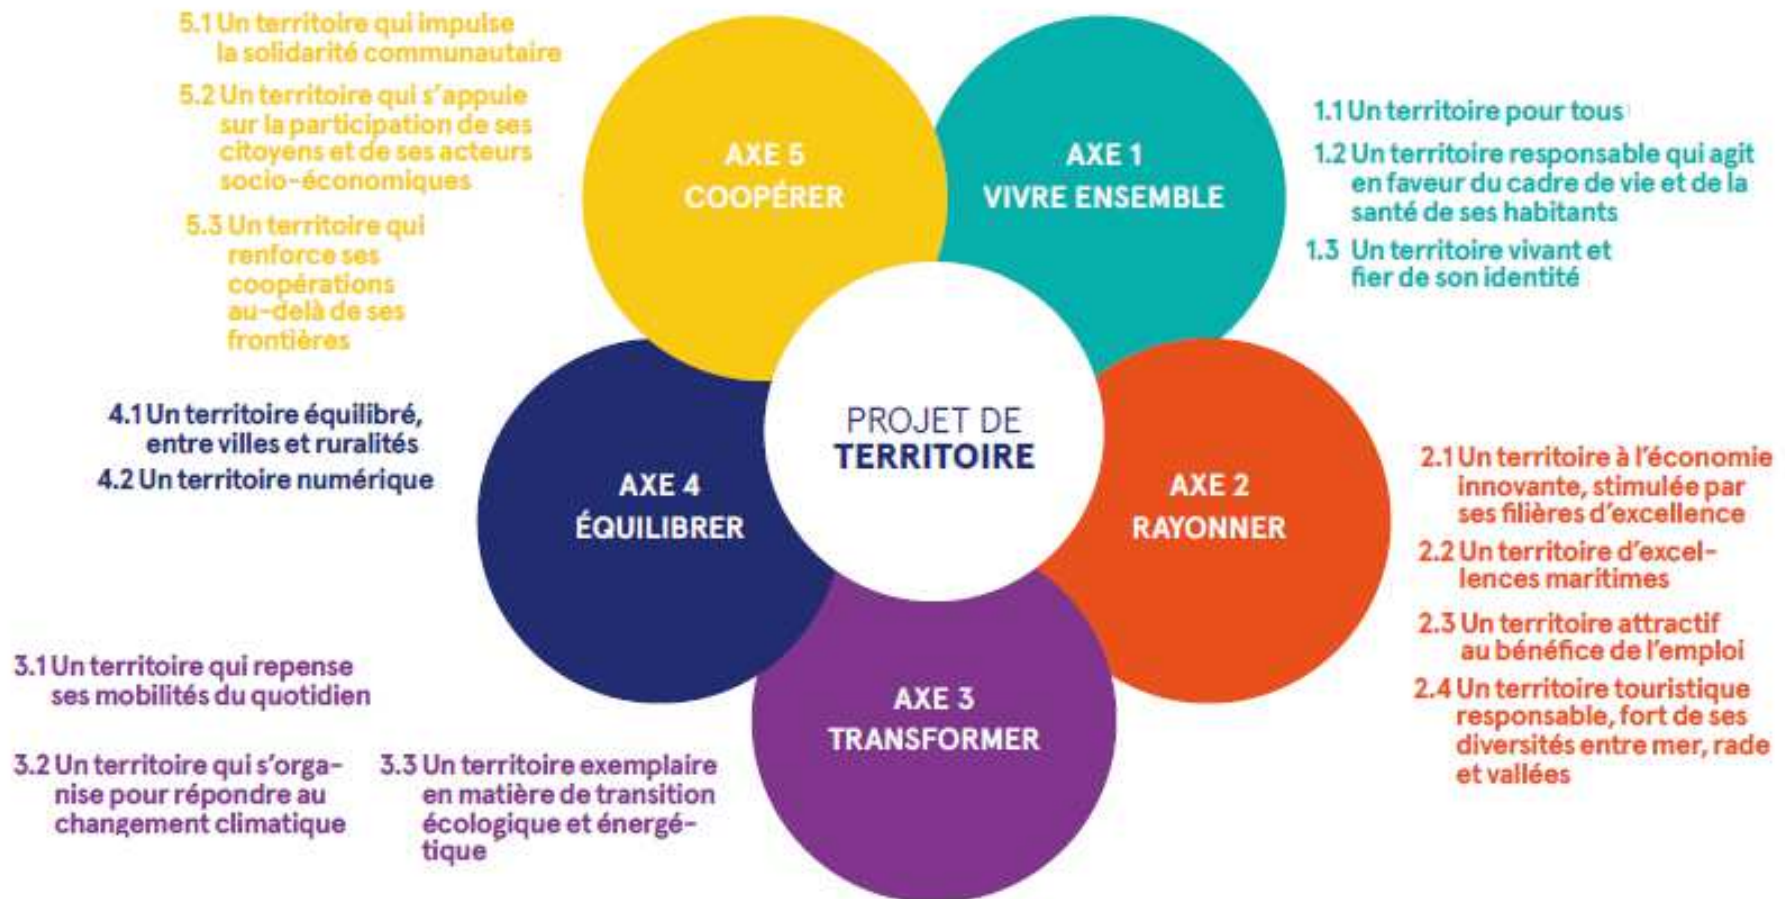 PROJET DE
TERRITOIRE
AXE 1
VIVRE ENSEMBLE
1.1 Un territoire pour tous
1.2 Un territoire responsable qui agit
en faveur du cadre de vie et de la
santé de ses habitants
1.3 Un territoire vivant et
fier de son identité
AXE 2
RAYONNER
2.1 Un territoire à l'économie
innovante, stimulée par
ses filières d'excellence
2.2 Un territoire d'excel-
lences maritimes
2.3 Un territoire attractif
au bénéfice de l'emploi
2.4 Un territoire touristique
responsable, fort de ses
diversités entre mer, rade
et vallées
AXE 3
TRANSFORMER
3.1 Un territoire qui repense
ses mobilités du quotidien
3.2 Un territoire qui s'orga-
nise pour répondre au
changement climatique
3.3 Un territoire exemplaire
en matière de transition
écologique et énergé-
tique
AXE 4
ÉQUILIBRER
4.1 Un territoire équilibré,
entre villes et ruralités
4.2 Un territoire numérique
AXE 5
COOPÉRER
5.1 Un territoire qui impulse
la solidarité communautaire
5.2 Un territoire qui s'appuie
sur la participation de ses
citoyens et de ses acteurs
socio-économiques
5.3 Un territoire qui
renforce ses
coopérations
au-delà de ses
frontières